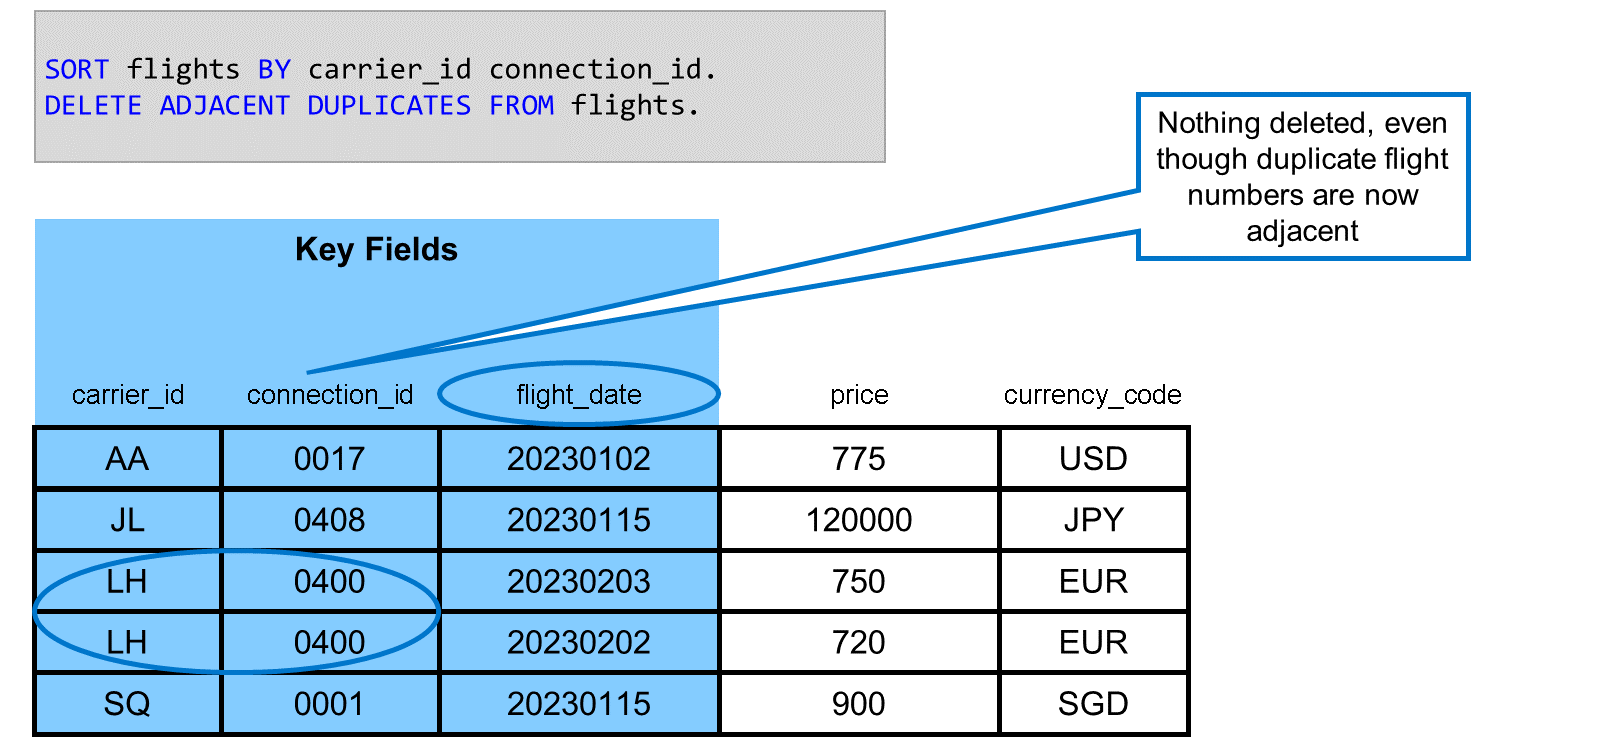 SORT flights BY carrier_id connection_id.
DELETE ADJACENT DUPLICATES FROM flights.
Nothing deleted, even
though duplicate flight
numbers are now
adjacent
Key Fields
carrier_id connection_id flight_date price currency_code
AA 0017 20230102 775 USD
JL 0408 20230115 120000 JPY
LH 0400 20230203 750 EUR
LH 0400 20230202 720 EUR
SQ 0001 20230115 900 SGD